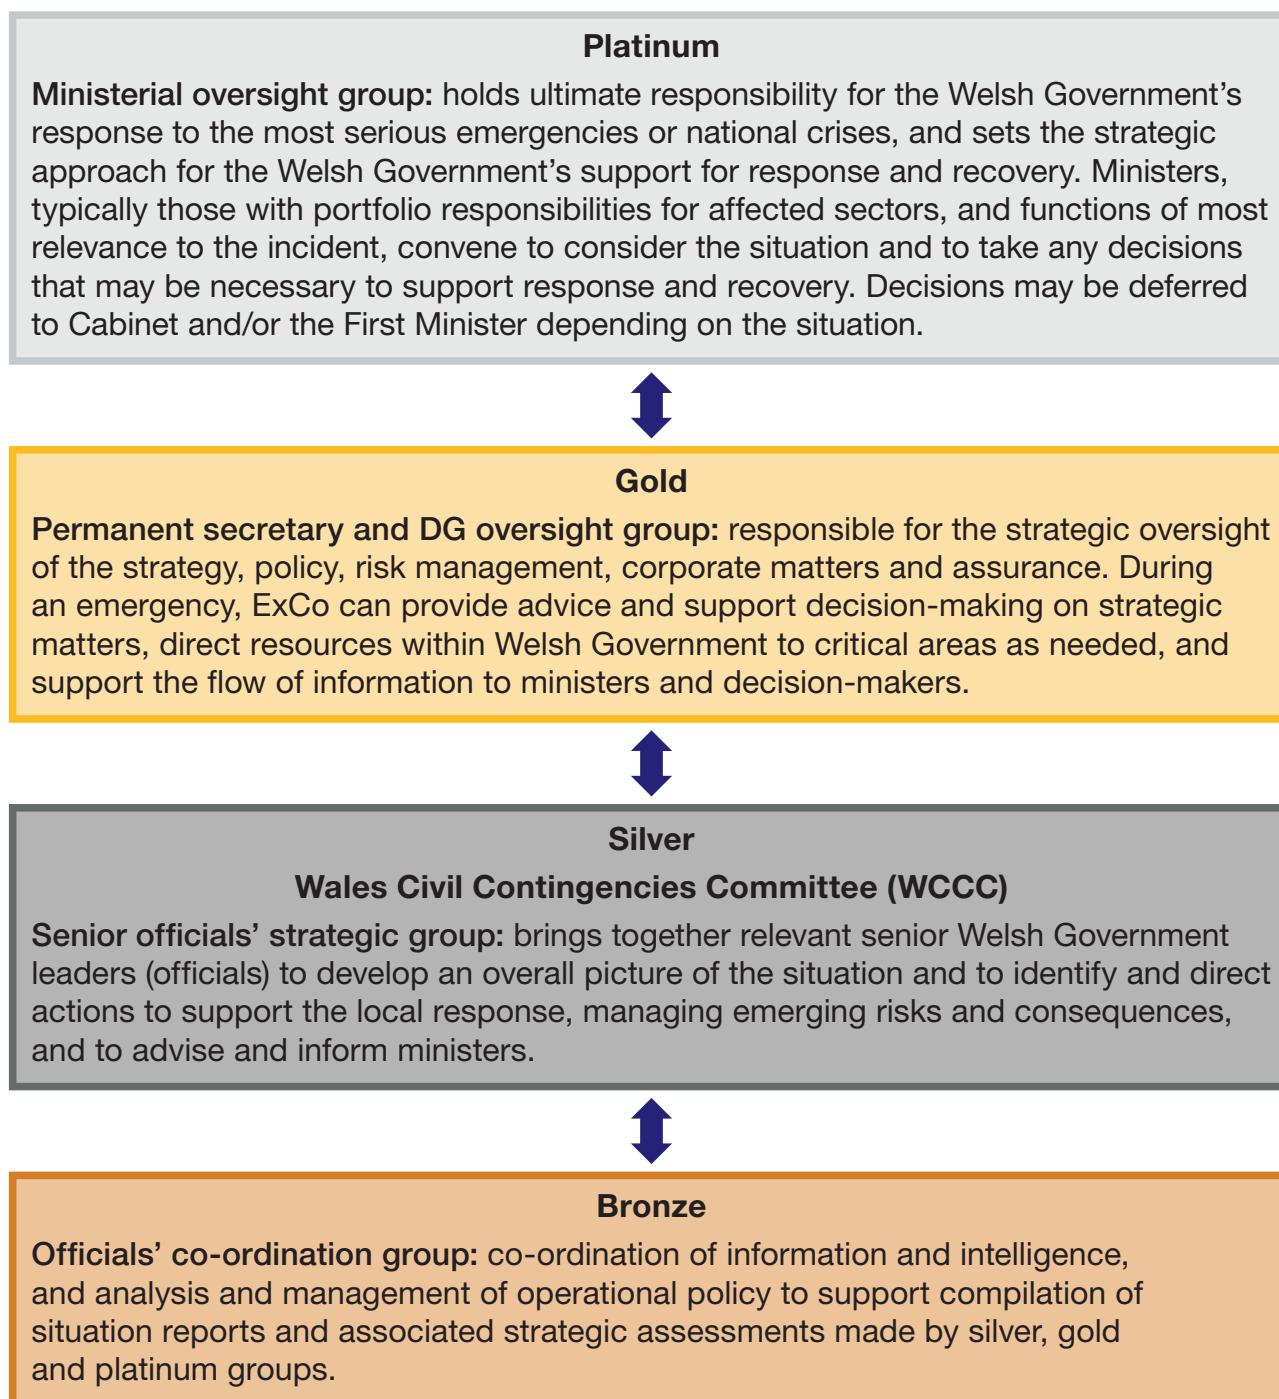 Platinum
Ministerial oversight group: holds ultimate responsibility for the Welsh Government’s
response to the most serious emergencies or national crises, and sets the strategic
approach for the Welsh Government’s support for response and recovery. Ministers,
typically those with portfolio responsibilities for affected sectors, and functions of most
relevance to the incident, convene to consider the situation and to take any decisions
that may be necessary to support response and recovery. Decisions may be deferred
to Cabinet and/or the First Minister depending on the situation.
Gold
Permanent secretary and DG oversight group: responsible for the strategic oversight
of the strategy, policy, risk management, corporate matters and assurance. During
an emergency, ExCo can provide advice and support decision-making on strategic
matters, direct resources within Welsh Government to critical areas as needed, and
support the flow of information to ministers and decision-makers.
Silver
Wales Civil Contingencies Committee (WCCC)
Senior officials’ strategic group: brings together relevant senior Welsh Government
leaders (officials) to develop an overall picture of the situation and to identify and direct
actions to support the local response, managing emerging risks and consequences,
and to advise and inform ministers.
Bronze
Officials’ co-ordination group: co-ordination of information and intelligence,
and analysis and management of operational policy to support compilation of
situation reports and associated strategic assessments made by silver, gold
and platinum groups.